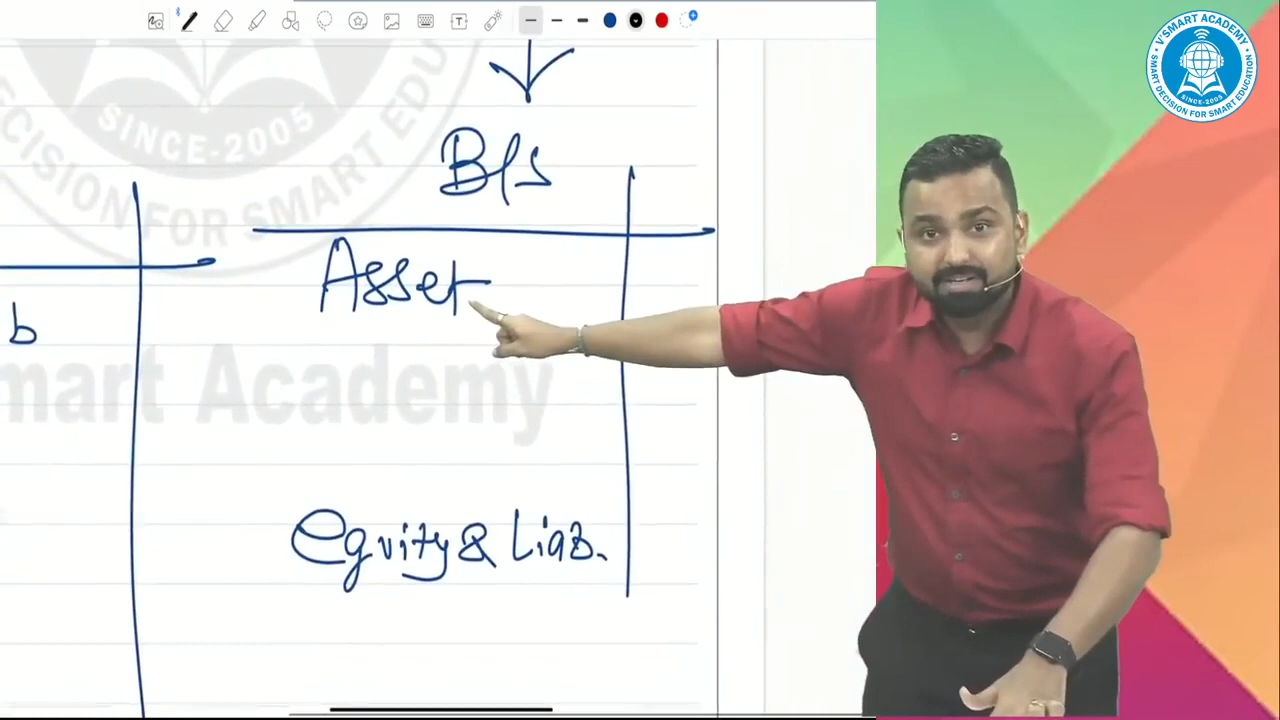 B/s
Asset
b
equity & Liab.
SINCE-2005
CISION FOR SMART EDU
mart Academy
V'SMART ACADEMY
SINCE-2005
SMART DECISION FOR SMART EDUCATION